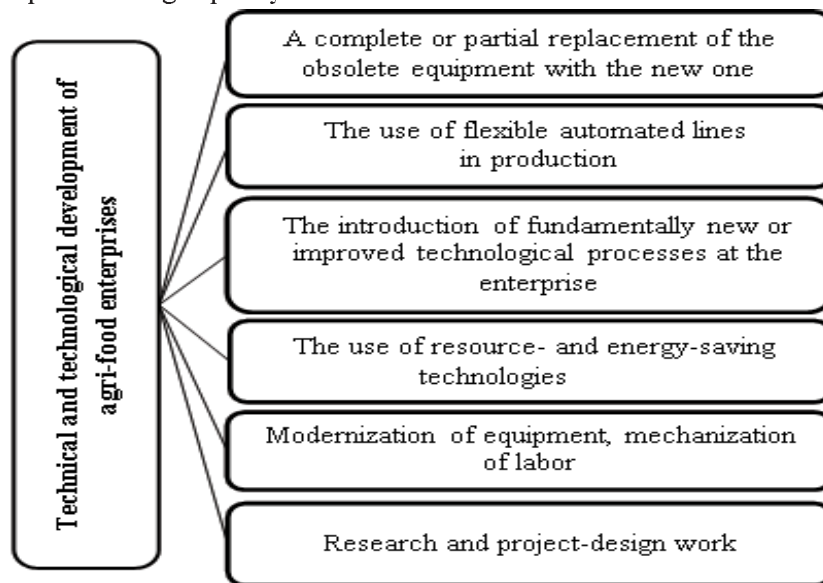 Technical and technological development of
agri-food enterprises
A complete or partial replacement of the
obsolete equipment with the new one
The use of flexible automated lines
in production
The introduction of fundamentally new or
improved technological processes at the
enterprise
The use of resource- and energy-saving
technologies
Modernization of equipment, mechanization
of labor
Research and project-design work